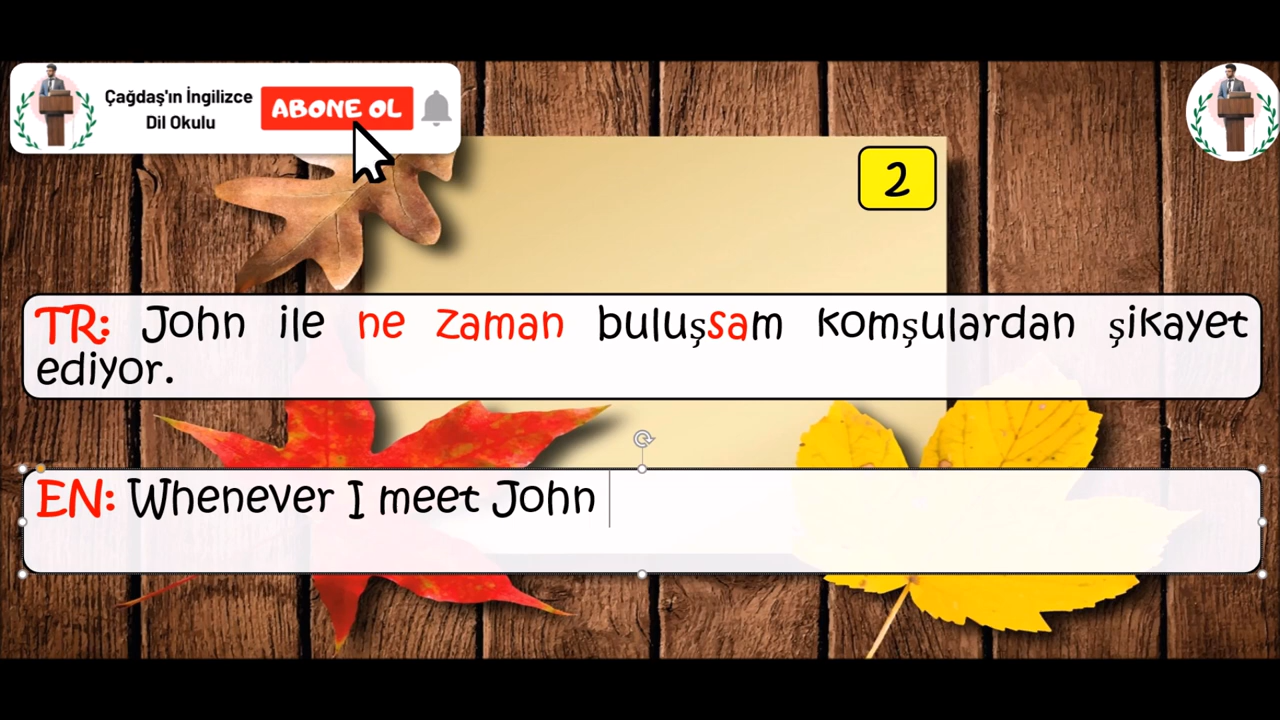 Çağdaş'ın İngilizce
Dil Okulu
ABONE OL
2
TR: John ile ne zaman buluşsam komşulardan şikayet
ediyor.
EN: Whenever I meet John